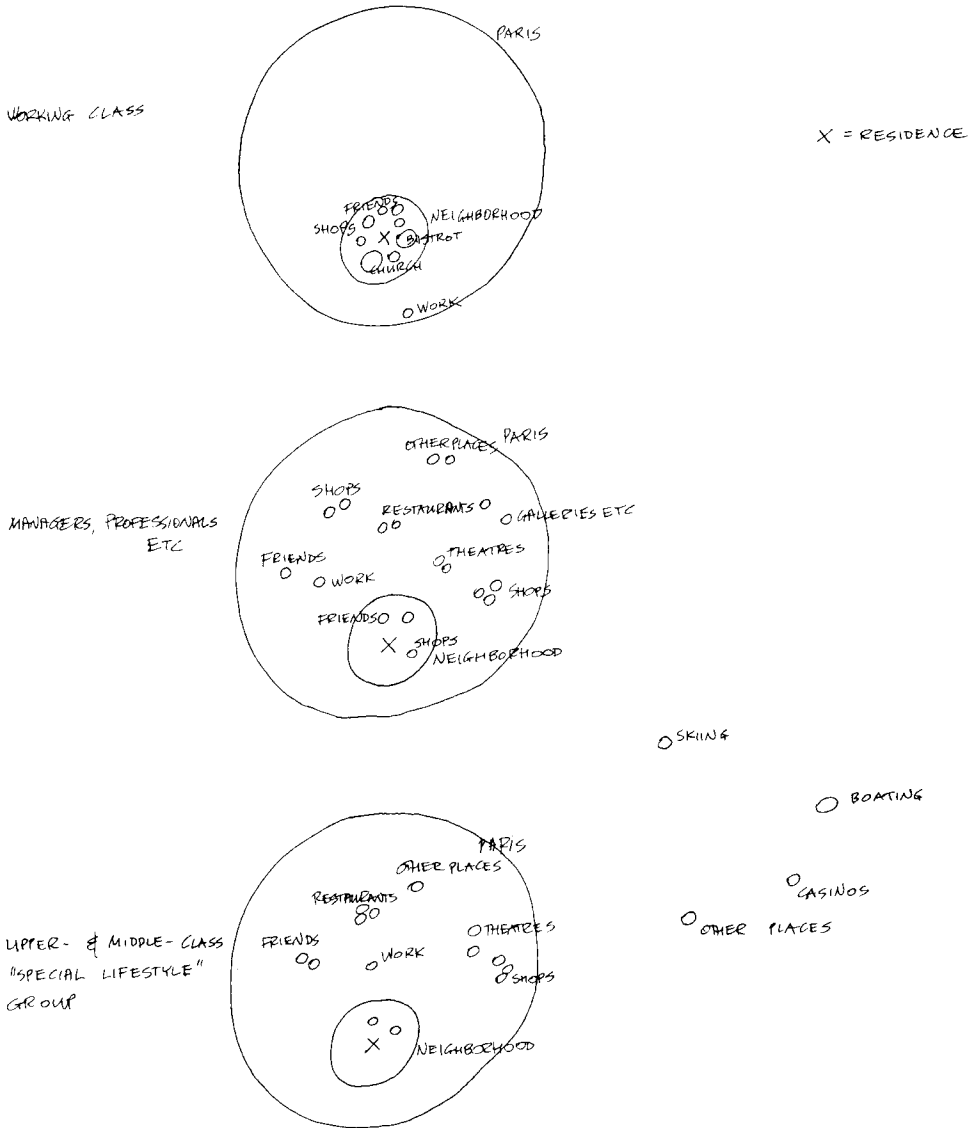 PARIS
WORKING CLASS
X = RESIDENCE
FRIENDS
NEIGHBORHOOD
SHOPS
X
BISTROT
CHURCH
WORK
PARIS
OTHER PLACES
SHOPS
RESTAURANTS
GALLERIES ETC
MANAGERS, PROFESSIONALS
ETC
THEATRES
FRIENDS
WORK
SHOPS
FRIENDS
X
SHOPS
NEIGHBORHOOD
SKIING
BOATING
PARIS
OTHER PLACES
CASINOS
RESTAURANTS
OTHER PLACES
THEATRES
UPPER- & MIDDLE-CLASS
"SPECIAL LIFESTYLE"
GROUP
FRIENDS
WORK
SHOPS
X
NEIGHBORHOOD